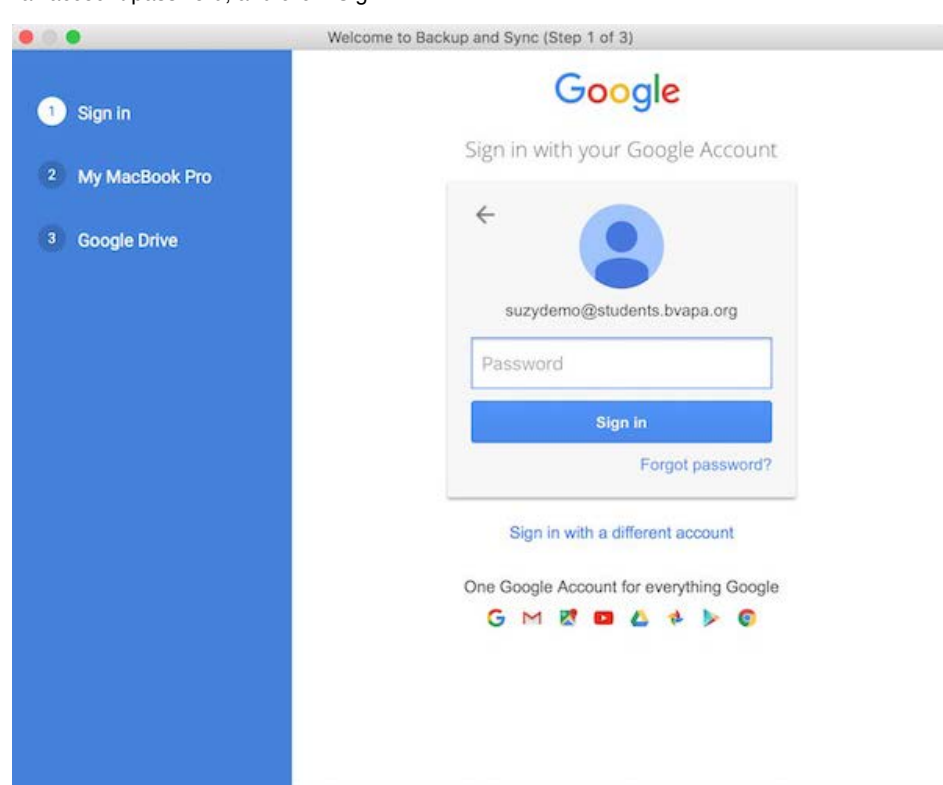 Welcome to Backup and Sync (Step 1 of 3)
1 Sign in
2 My MacBook Pro
3 Google Drive
Google
Sign in with your Google Account
suzydemo@students.bvapa.org
Password
Sign in
Forgot password?
Sign in with a different account
One Google Account for everything Google